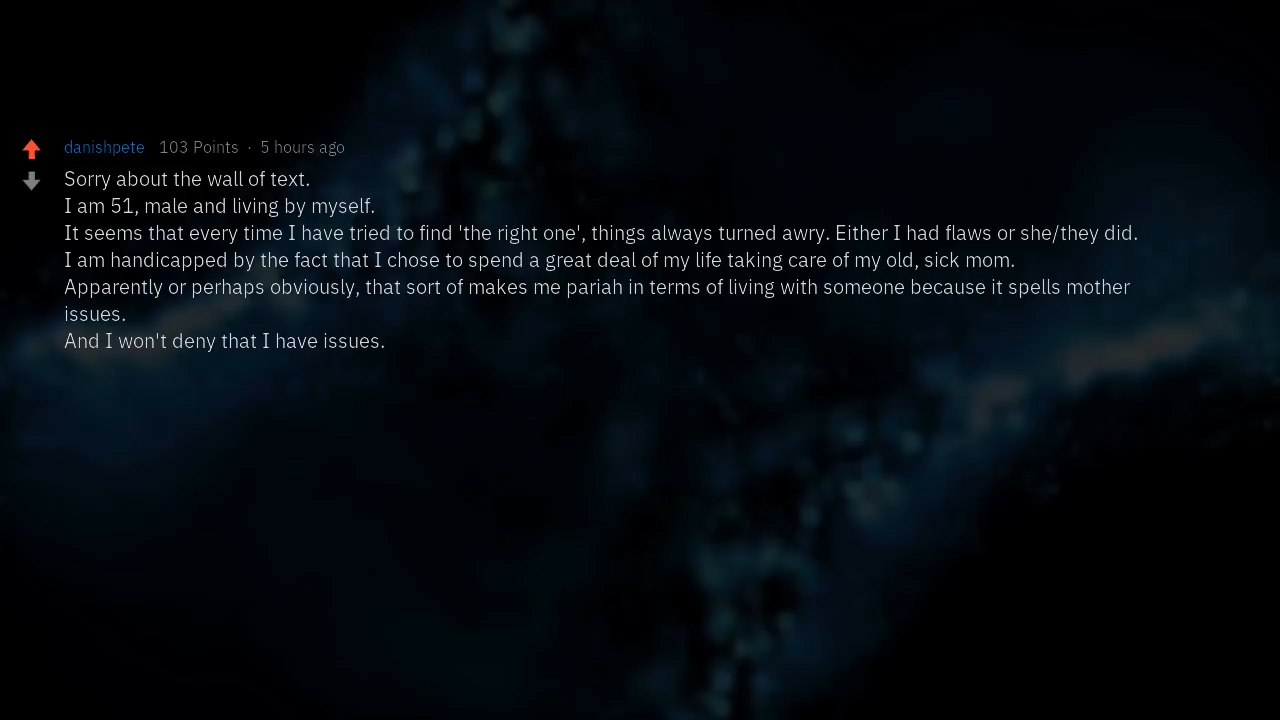 danishpete 103 Points · 5 hours ago
Sorry about the wall of text.
I am 51, male and living by myself.
It seems that every time I have tried to find 'the right one', things always turned awry. Either I had flaws or she/they did.
I am handicapped by the fact that I chose to spend a great deal of my life taking care of my old, sick mom.
Apparently or perhaps obviously, that sort of makes me pariah in terms of living with someone because it spells mother
issues.
And I won't deny that I have issues.